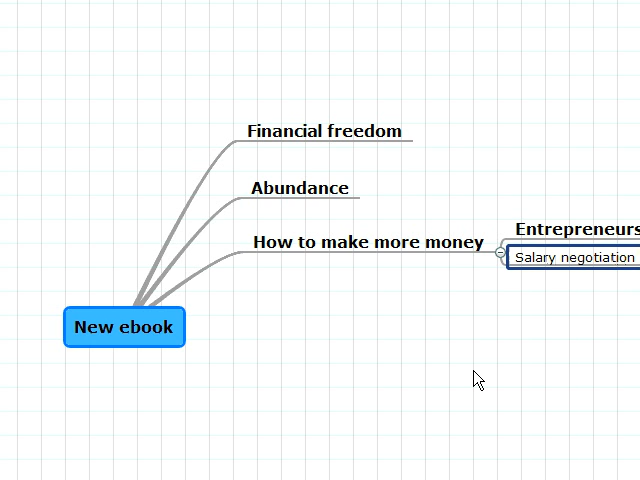 Financial freedom
Abundance
How to make more money
Entrepreneurs
Salary negotiation
New ebook